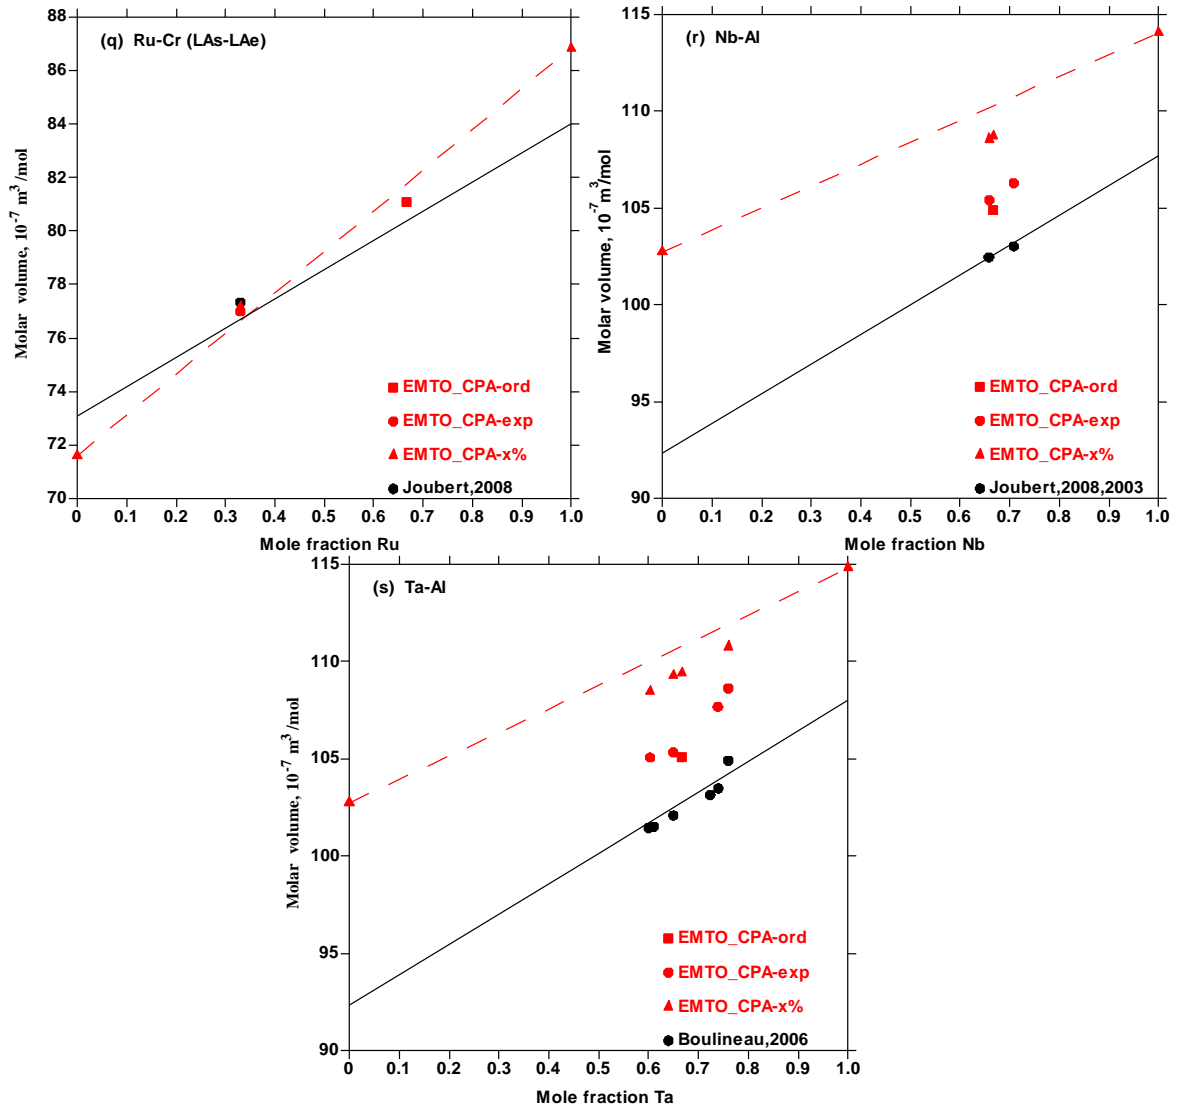 (q) Ru-Cr (LAs-LAe)
Molar volume, 10⁻⁷ m³/mol
88
86
84
82
80
78
77
76
74
72
70
EMTO_CPA-ord
EMTO_CPA-exp
EMTO_CPA-x%
Joubert,2008
0 0.1 0.2 0.3 0.4 0.5 0.6 0.7 0.8 0.9 1.0
Mole fraction Ru
(r) Nb-Al
Molar volume, 10⁻⁷m³/mol
115
110
105
100
95
90
EMTO_CPA-ord
EMTO_CPA-exp
EMTO_CPA-x%
Joubert,2008,2003
0 0.1 0.2 0.3 0.4 0.5 0.6 0.7 0.8 0.9 1.0
Mole fraction Nb
(s) Ta-Al
Molar volume, 10⁻⁷ m³/mol
115
110
105
100
95
90
EMTO_CPA-ord
EMTO_CPA-exp
EMTO_CPA-x%
Boulineau,2006
0 0.1 0.2 0.3 0.4 0.5 0.6 0.7 0.8 0.9 1.0
Mole fraction Ta